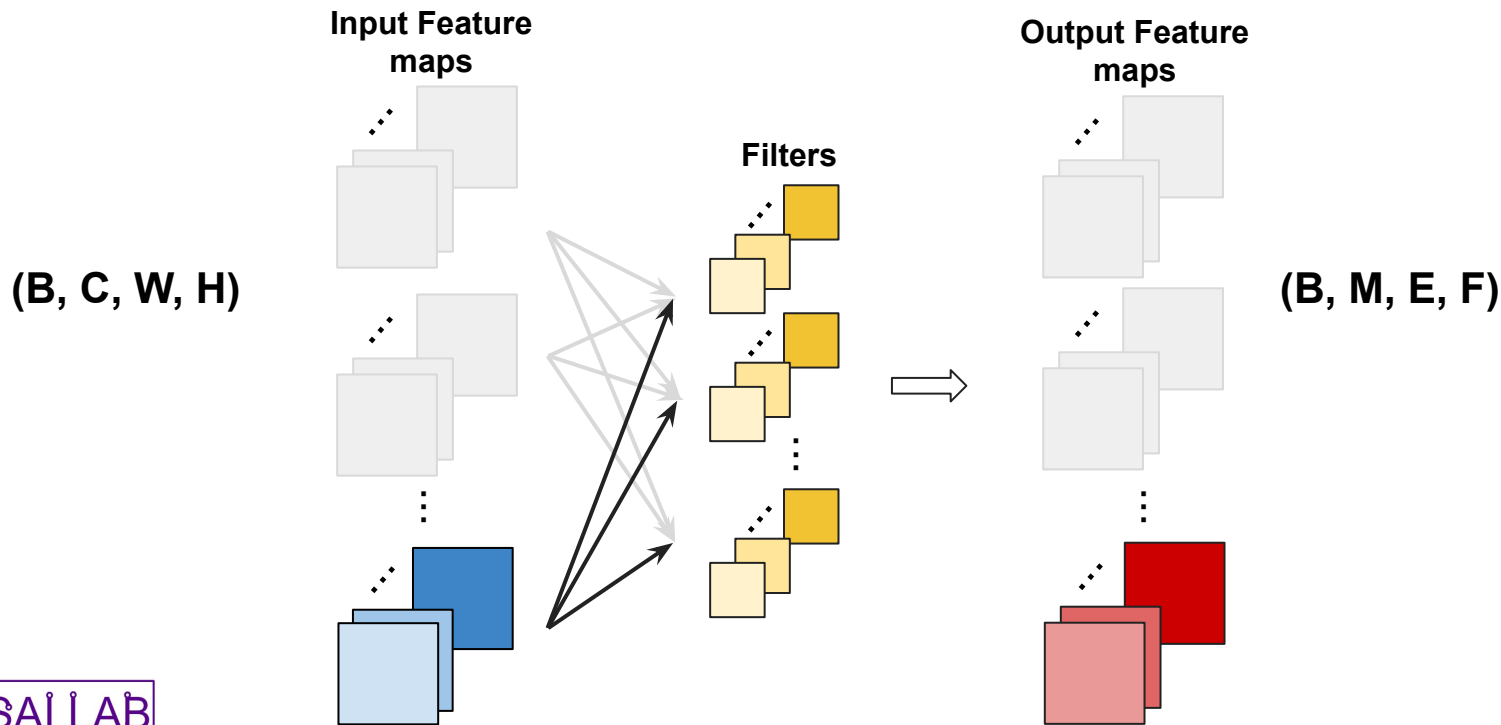 Input Feature
maps
Output Feature
maps
Filters
(B, C, W, H)
(B, M, E, F)